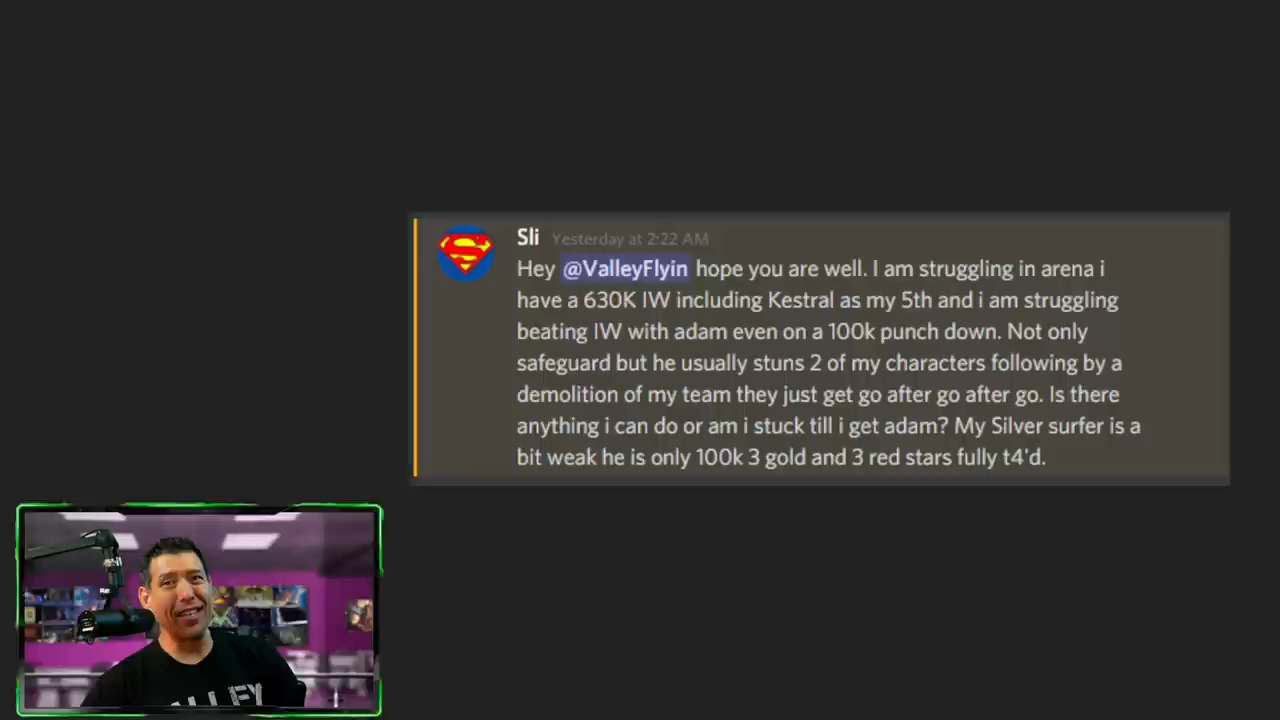 Sli Yesterday at 2:22 AM
Hey @ValleyFlyin hope you are well. I am struggling in arena i
have a 630K IW including Kestral as my 5th and i am struggling
beating IW with adam even on a 100k punch down. Not only
safeguard but he usually stuns 2 of my characters following by a
demolition of my team they just get go after go after go. Is there
anything i can do or am i stuck till i get adam? My Silver surfer is a
bit weak he is only 100k 3 gold and 3 red stars fully t4'd.